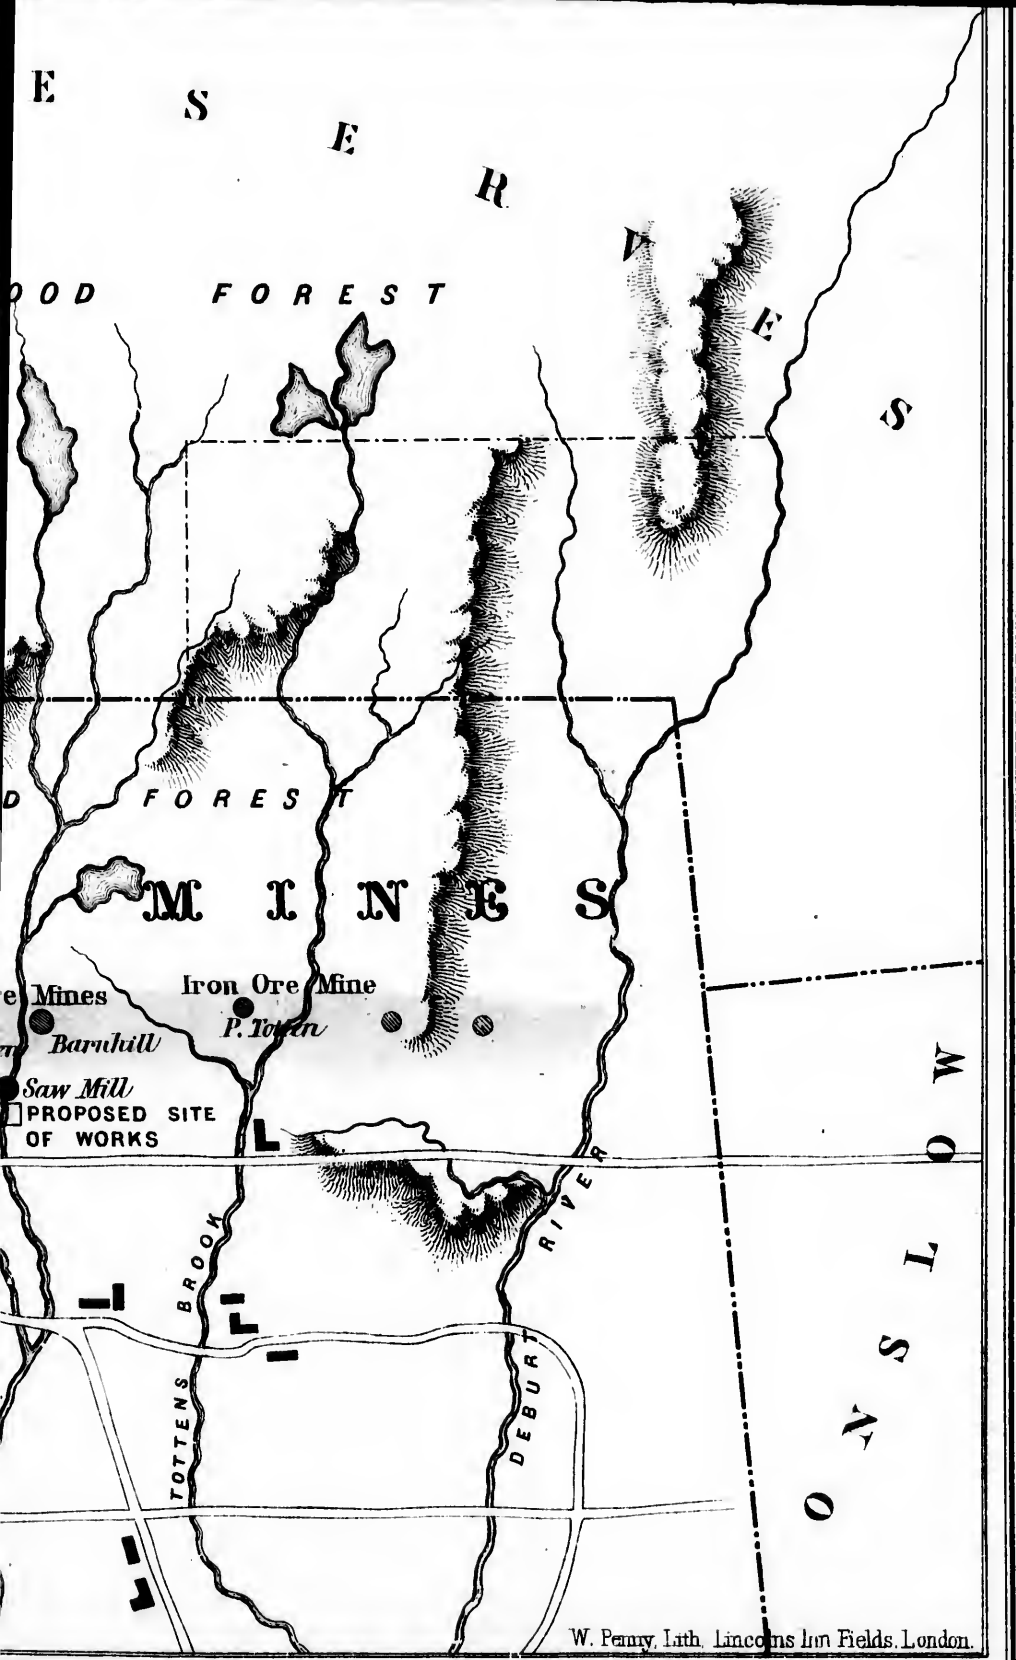 E S E R V E S
OOD FOREST
D FOREST
MINES
Iron Ore Mine
P. Totten
e Mines
Barnhill
en
Saw Mill
PROPOSED SITE
OF WORKS
TOTTENS BROOK
DEBURT RIVER
ONSLOW
W. Penny, Lith, Lincolns Inn Fields, London.